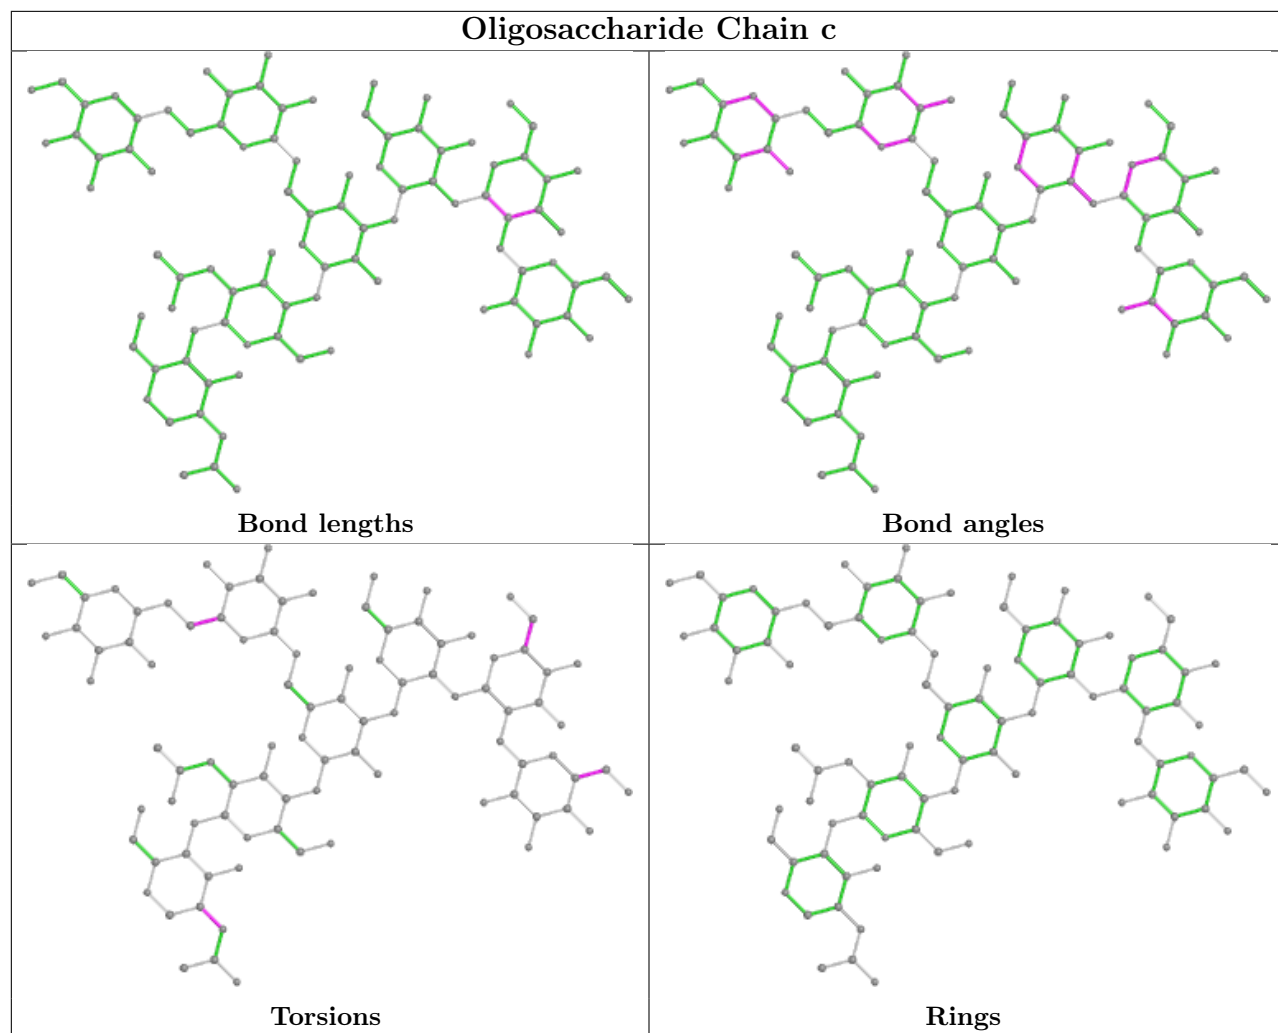 Oligosaccharide Chain c
Bond lengths
Bond angles
Torsions
Rings